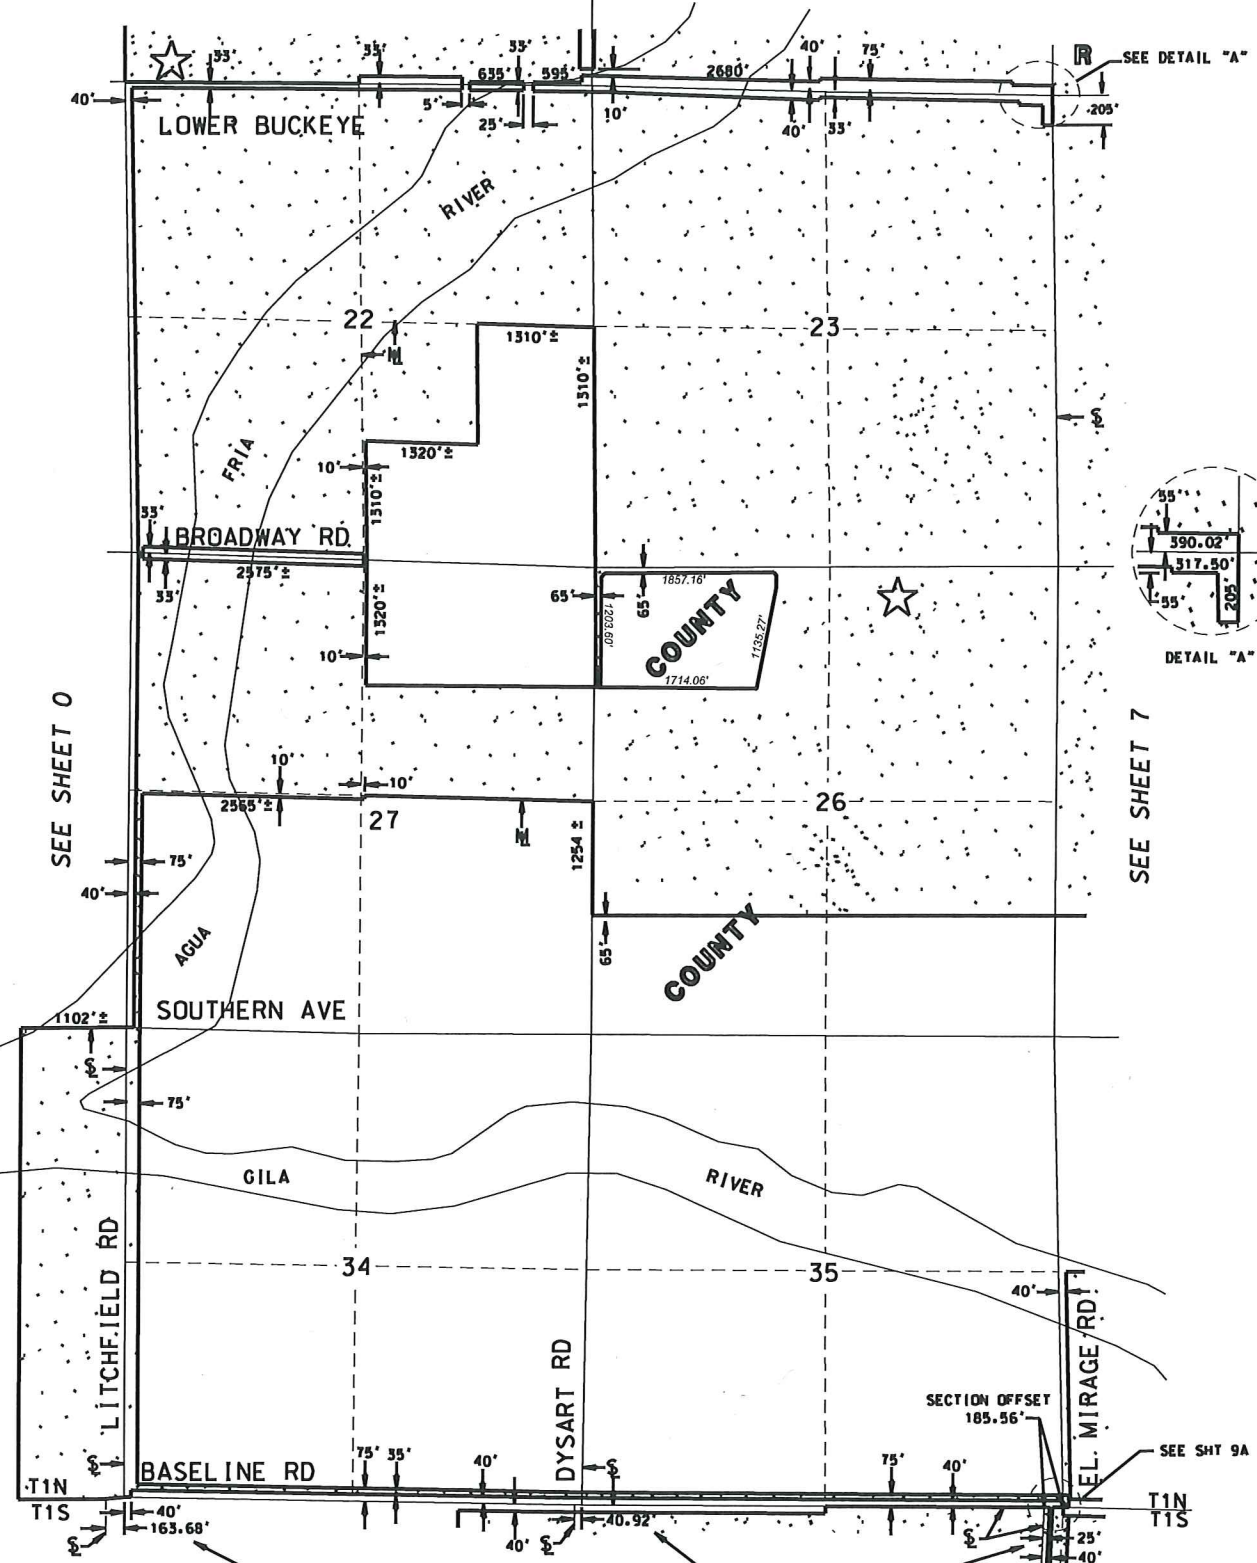 33'
33'
635'
33'
595'
2680'
40'
75'
R
SEE DETAIL "A"
40'
5'
25'
10'
40'
33'
205'
LOWER BUCKEYE
RIVER
22
23
1310'±
1310'±
1320'±
FRIA
10'
1310'±
33'
BROADWAY RD.
2575'±
33'
1320'±
10'
65'
65'
1857.16'
1203.60'
COUNTY
1135.27'
1714.06'
55'
390.02'
317.50'
55'
205'
DETAIL "A"
SEE SHEET O
SEE SHEET 7
10'
10'
2565'±
27
26
75'
40'
1254 ±
65'
COUNTY
AGUA
SOUTHERN AVE
1102'±
75'
GILA
RIVER
34
35
40'
LITCHFIELD RD
DYSART RD
EL MIRAGE RD.
SECTION OFFSET
185.56'
SEE SHT 9A
BASELINE RD
75'
35'
40'
75'
40'
T1N
T1S
T1N
T1S
40'
163.68'
40'
40.92'
25'
40'